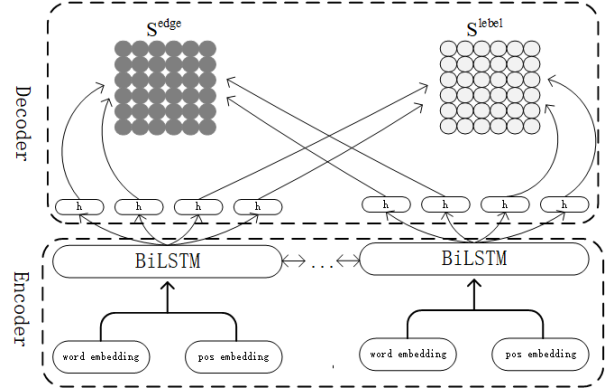 S^edge
S^lebel
Decoder
h h h h h h h h
Encoder
BiLSTM ... BiLSTM
word embedding pos embedding word embedding pos embedding